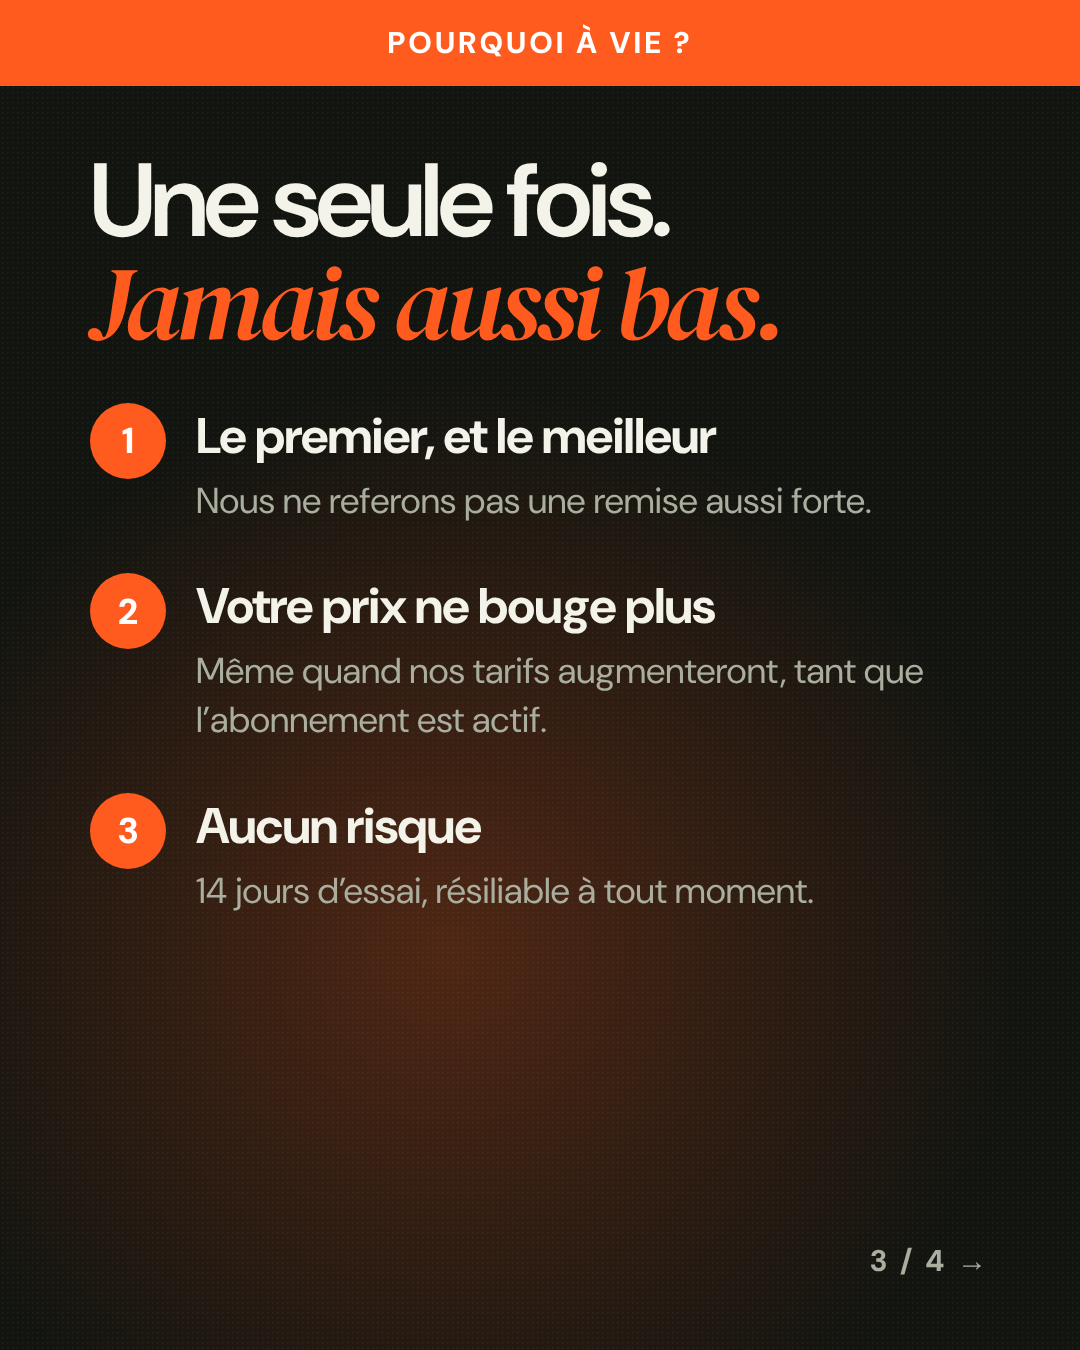 POURQUOI À VIE ?
Une seule fois.
Jamais aussi bas.
1
Le premier, et le meilleur
Nous ne referons pas une remise aussi forte.
2
Votre prix ne bouge plus
Même quand nos tarifs augmenteront, tant que
l’abonnement est actif.
3
Aucun risque
14 jours d’essai, résiliable à tout moment.
3 / 4 →